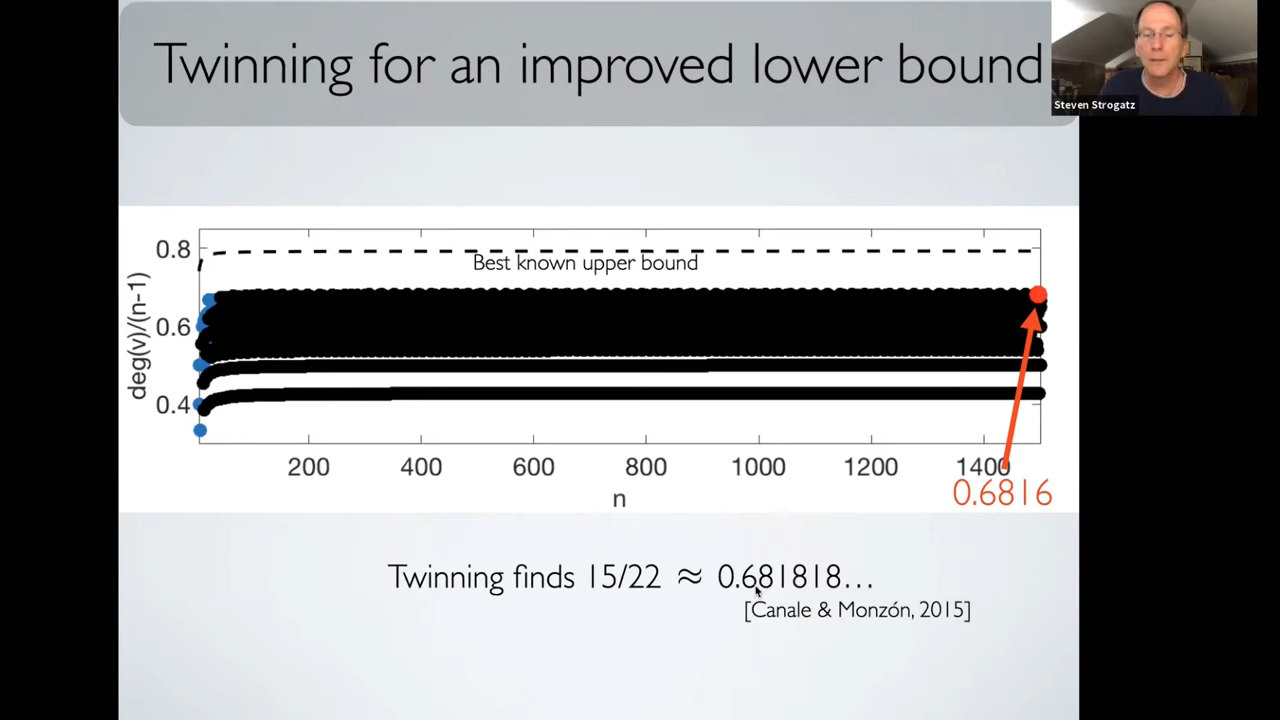 Twinning for an improved lower bound
Steven Strogatz
0.8
Best known upper bound
0.6
0.4
deg(v)/(n-1)
200 400 600 800 1000 1200 1400
n
0.6816
Twinning finds 15/22 ≈ 0.681818...
[Canale & Monzón, 2015]